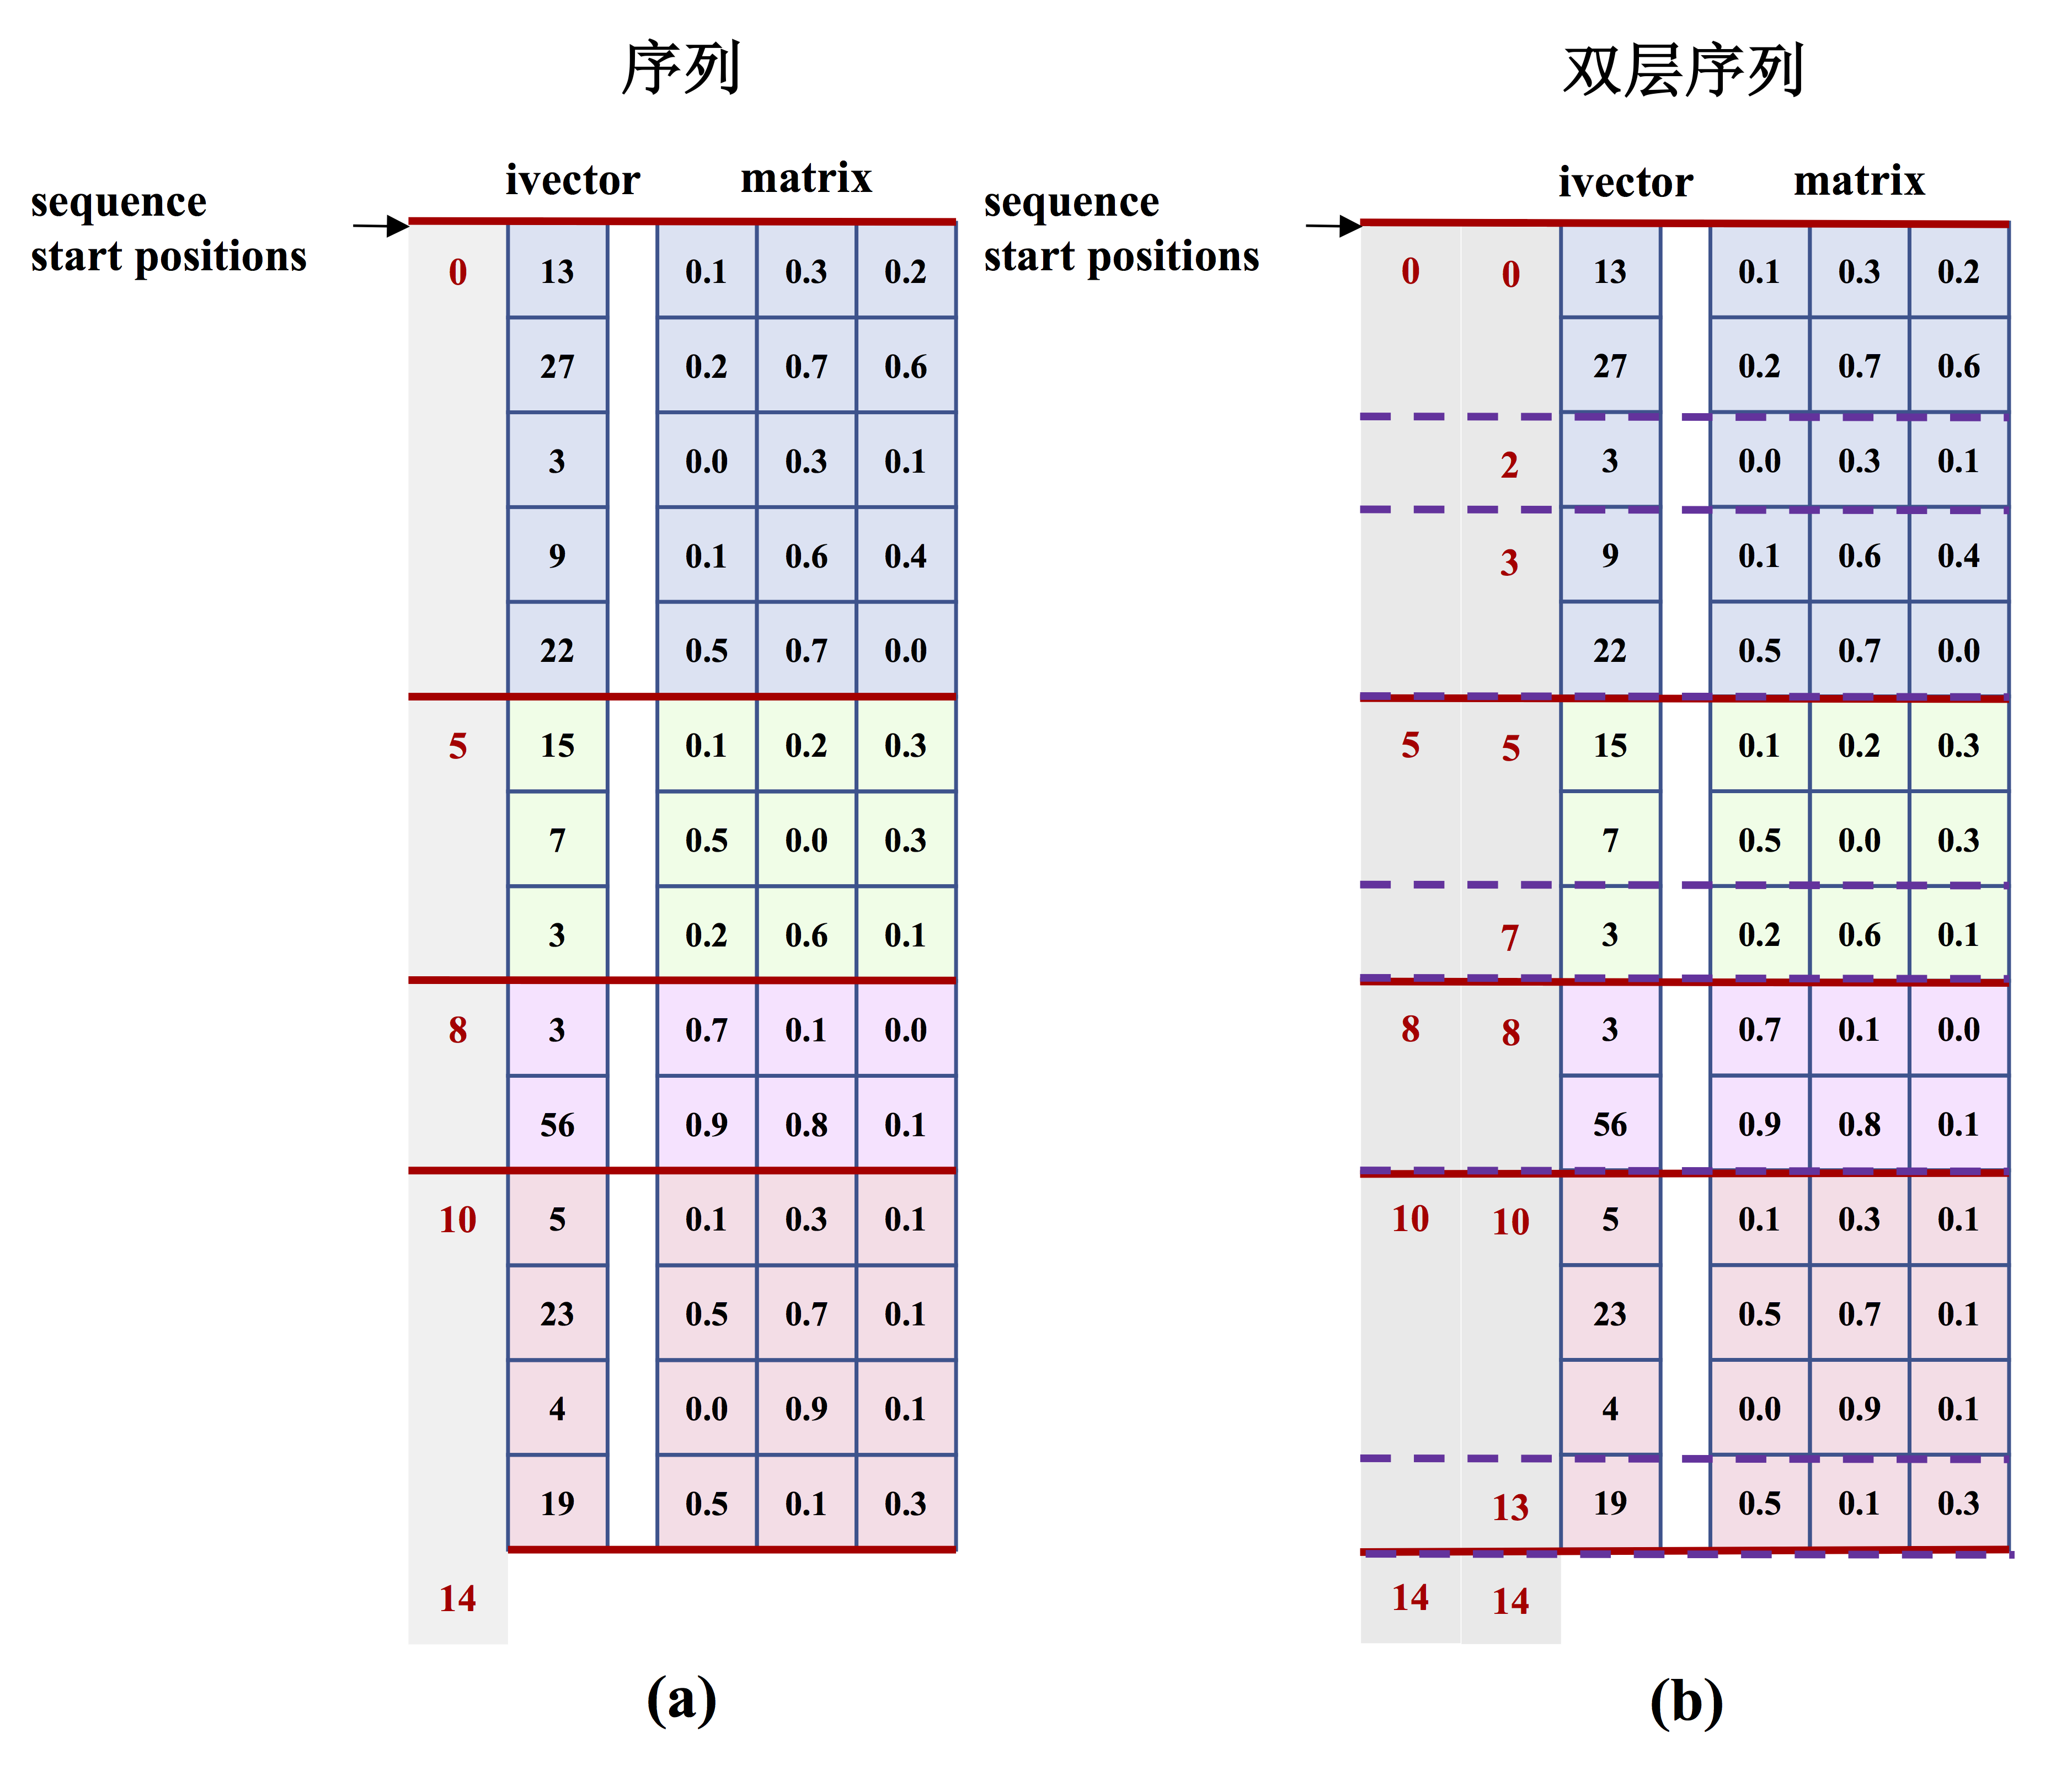 序列
ivector matrix
sequence
start positions
0 13 0.1 0.3 0.2
27 0.2 0.7 0.6
3 0.0 0.3 0.1
9 0.1 0.6 0.4
22 0.5 0.7 0.0
5 15 0.1 0.2 0.3
7 0.5 0.0 0.3
3 0.2 0.6 0.1
8 3 0.7 0.1 0.0
56 0.9 0.8 0.1
10 5 0.1 0.3 0.1
23 0.5 0.7 0.1
4 0.0 0.9 0.1
19 0.5 0.1 0.3
14
(a)
双层序列
ivector matrix
sequence
start positions
0 0 13 0.1 0.3 0.2
27 0.2 0.7 0.6
2 3 0.0 0.3 0.1
3 9 0.1 0.6 0.4
22 0.5 0.7 0.0
5 5 15 0.1 0.2 0.3
7 0.5 0.0 0.3
7 3 0.2 0.6 0.1
8 8 3 0.7 0.1 0.0
56 0.9 0.8 0.1
10 10 5 0.1 0.3 0.1
23 0.5 0.7 0.1
4 0.0 0.9 0.1
13 19 0.5 0.1 0.3
14 14
(b)